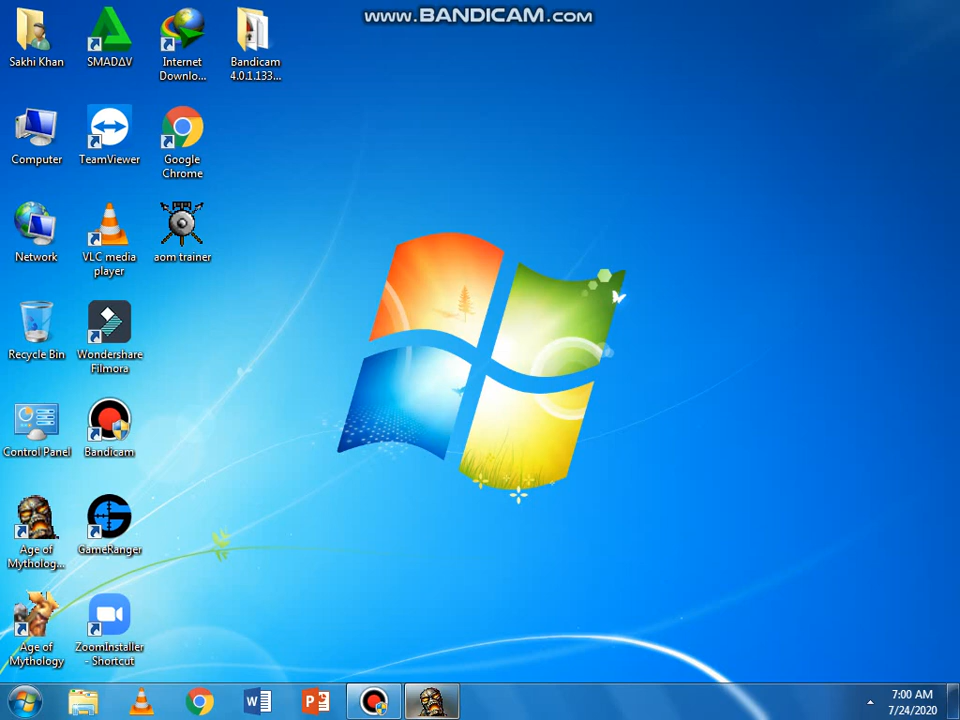 www.BANDICAM.com
Sakhi Khan
SMADΔV
Internet
Downlo...
Bandicam
4.0.1.133...
Computer
TeamViewer
Google
Chrome
Network
VLC media
player
aom trainer
Recycle Bin
Wondershare
Filmora
Control Panel
Bandicam
Age of
Mytholog...
GameRanger
Age of
Mythology
ZoomInstaller
- Shortcut
7:00 AM
7/24/2020